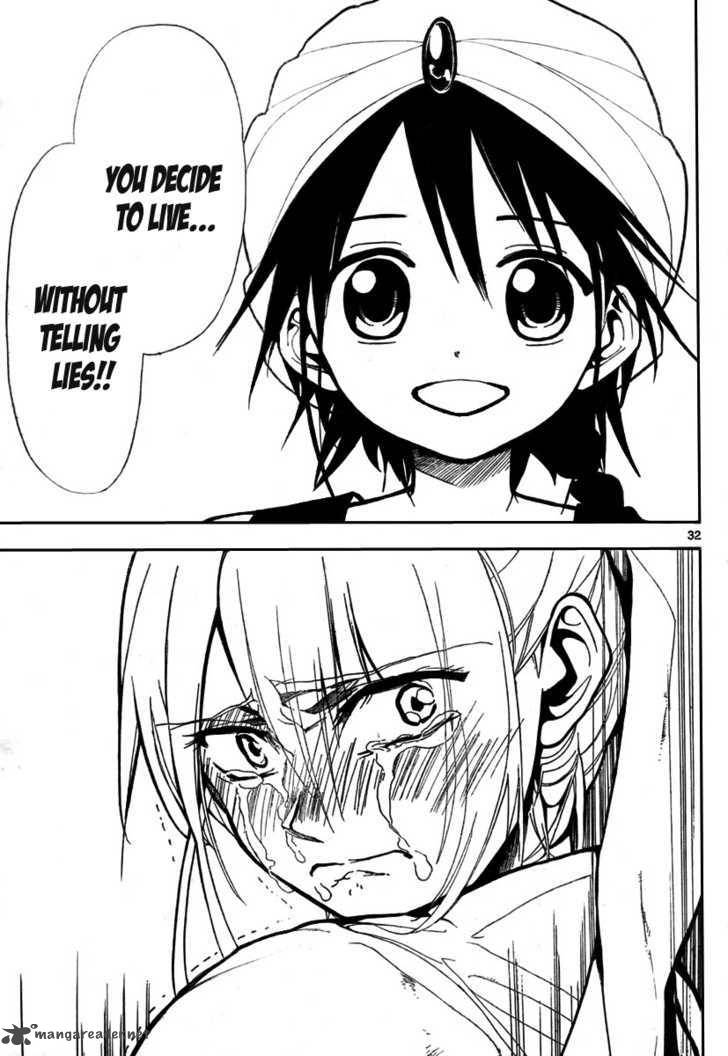 YOU DECIDE
TO LIVE...
WITHOUT
TELLING
LIES!!
32
mangareader.net